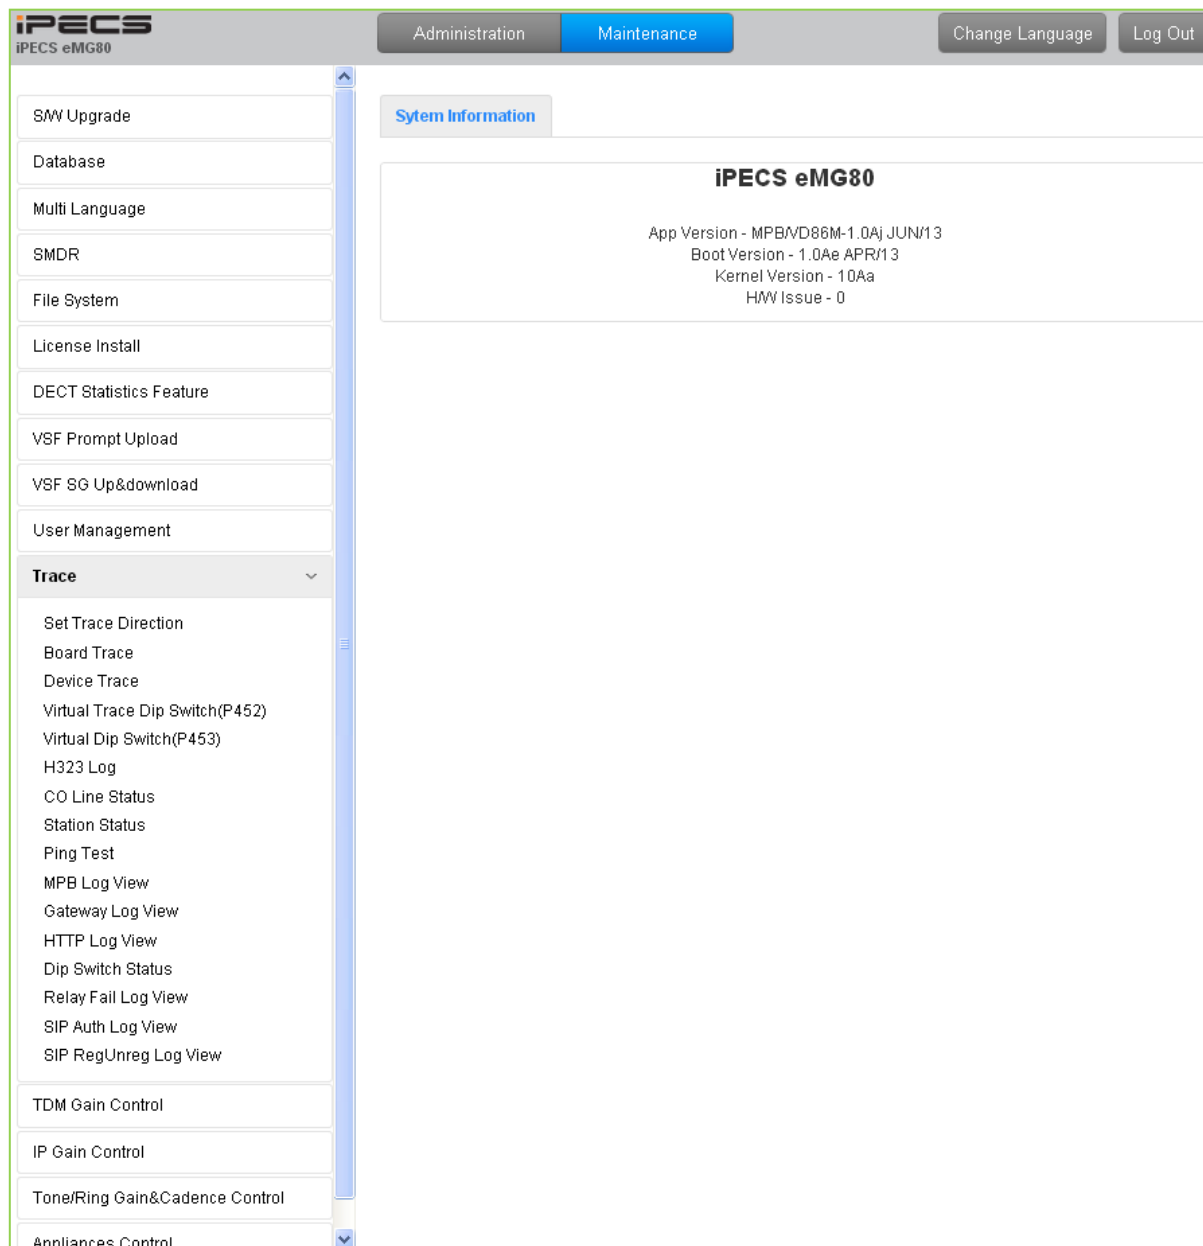 iPECS
iPECS eMG80
Administration
Maintenance
Change Language
Log Out
S/W Upgrade
Database
Multi Language
SMDR
File System
License Install
DECT Statistics Feature
VSF Prompt Upload
VSF SG Up&download
User Management
Trace
Set Trace Direction
Board Trace
Device Trace
Virtual Trace Dip Switch(P452)
Virtual Dip Switch(P453)
H323 Log
CO Line Status
Station Status
Ping Test
MPB Log View
Gateway Log View
HTTP Log View
Dip Switch Status
Relay Fail Log View
SIP Auth Log View
SIP RegUnreg Log View
TDM Gain Control
IP Gain Control
Tone/Ring Gain&Cadence Control
Appliances Control
Sytem Information
iPECS eMG80
App Version - MPB/VD86M-1.0Aj JUN/13
Boot Version - 1.0Ae APR/13
Kernel Version - 10Aa
H/W Issue - 0